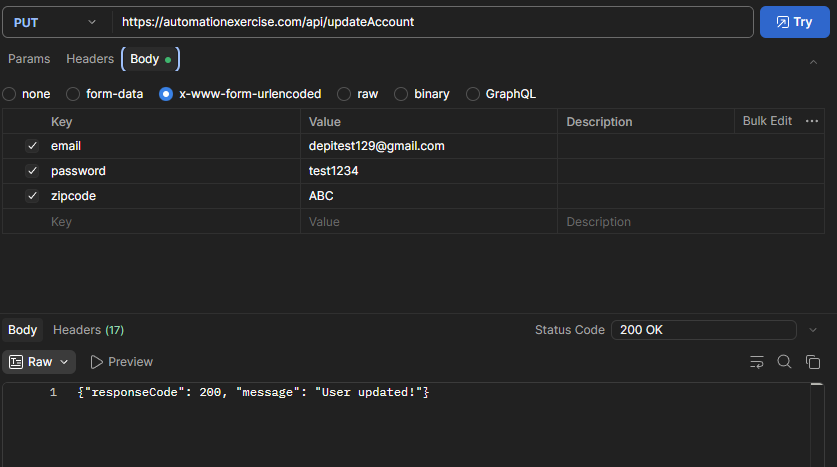 PUT https://automationexercise.com/api/updateAccount Try
Params Headers Body
none form-data x-www-form-urlencoded raw binary GraphQL
Key Value Description Bulk Edit ···
email depitest129@gmail.com
password test1234
zipcode ABC
Key Value Description
Body Headers (17) Status Code 200 OK
Raw Preview
1 {"responseCode": 200, "message": "User updated!"}